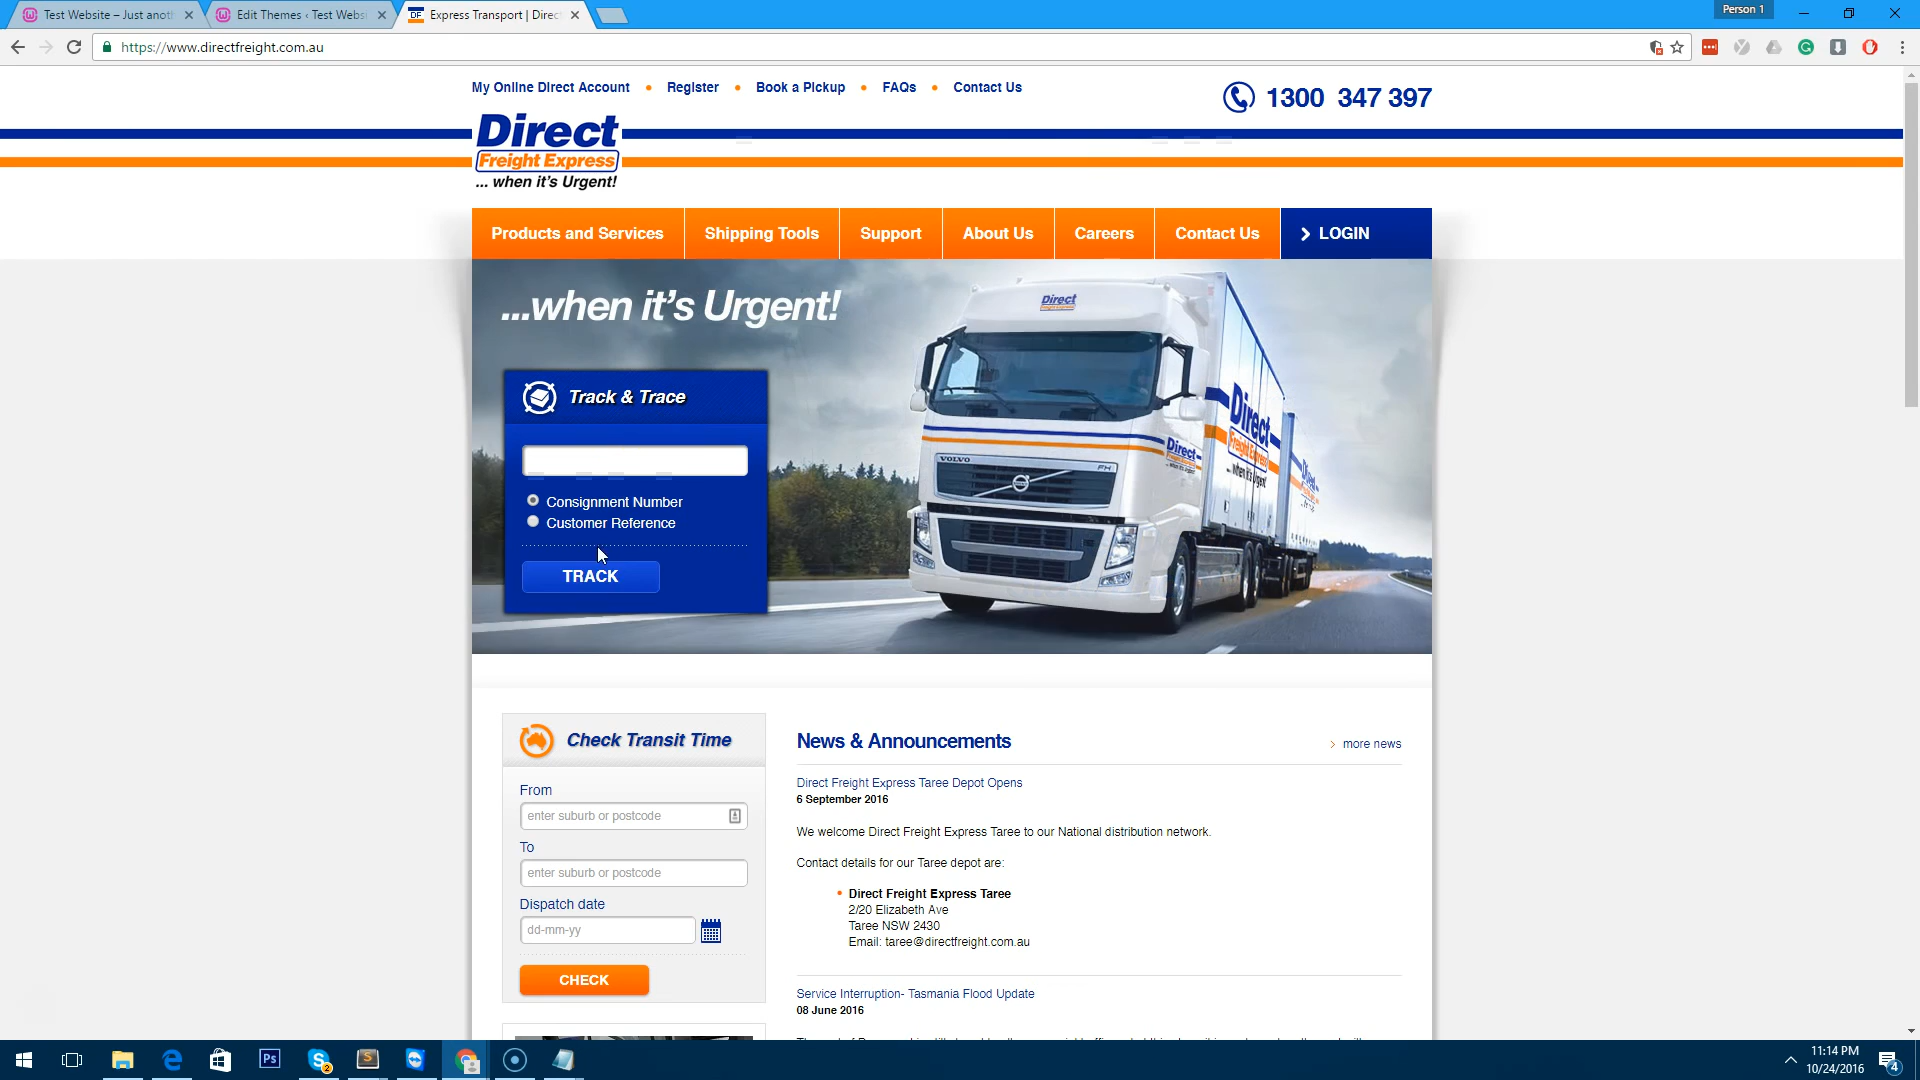 Test Website – Just anoth
Edit Themes ‹ Test Websi
Express Transport | Direc
Person 1
https://www.directfreight.com.au
My Online Direct Account • Register • Book a Pickup • FAQs • Contact Us
1300 347 397
Direct
Freight Express
... when it's Urgent!
Products and Services
Shipping Tools
Support
About Us
Careers
Contact Us
LOGIN
...when it's Urgent!
Direct
Track & Trace
Consignment Number
Customer Reference
TRACK
VOLVO
FH
Direct
Freight Express
...when it's Urgent!
Direct
Check Transit Time
From
enter suburb or postcode
To
enter suburb or postcode
Dispatch date
dd-mm-yy
CHECK
News & Announcements
more news
Direct Freight Express Taree Depot Opens
6 September 2016
We welcome Direct Freight Express Taree to our National distribution network.
Contact details for our Taree depot are:
• Direct Freight Express Taree
2/20 Elizabeth Ave
Taree NSW 2430
Email: taree@directfreight.com.au
Service Interruption- Tasmania Flood Update
08 June 2016
Ps
2
11:14 PM
10/24/2016
4